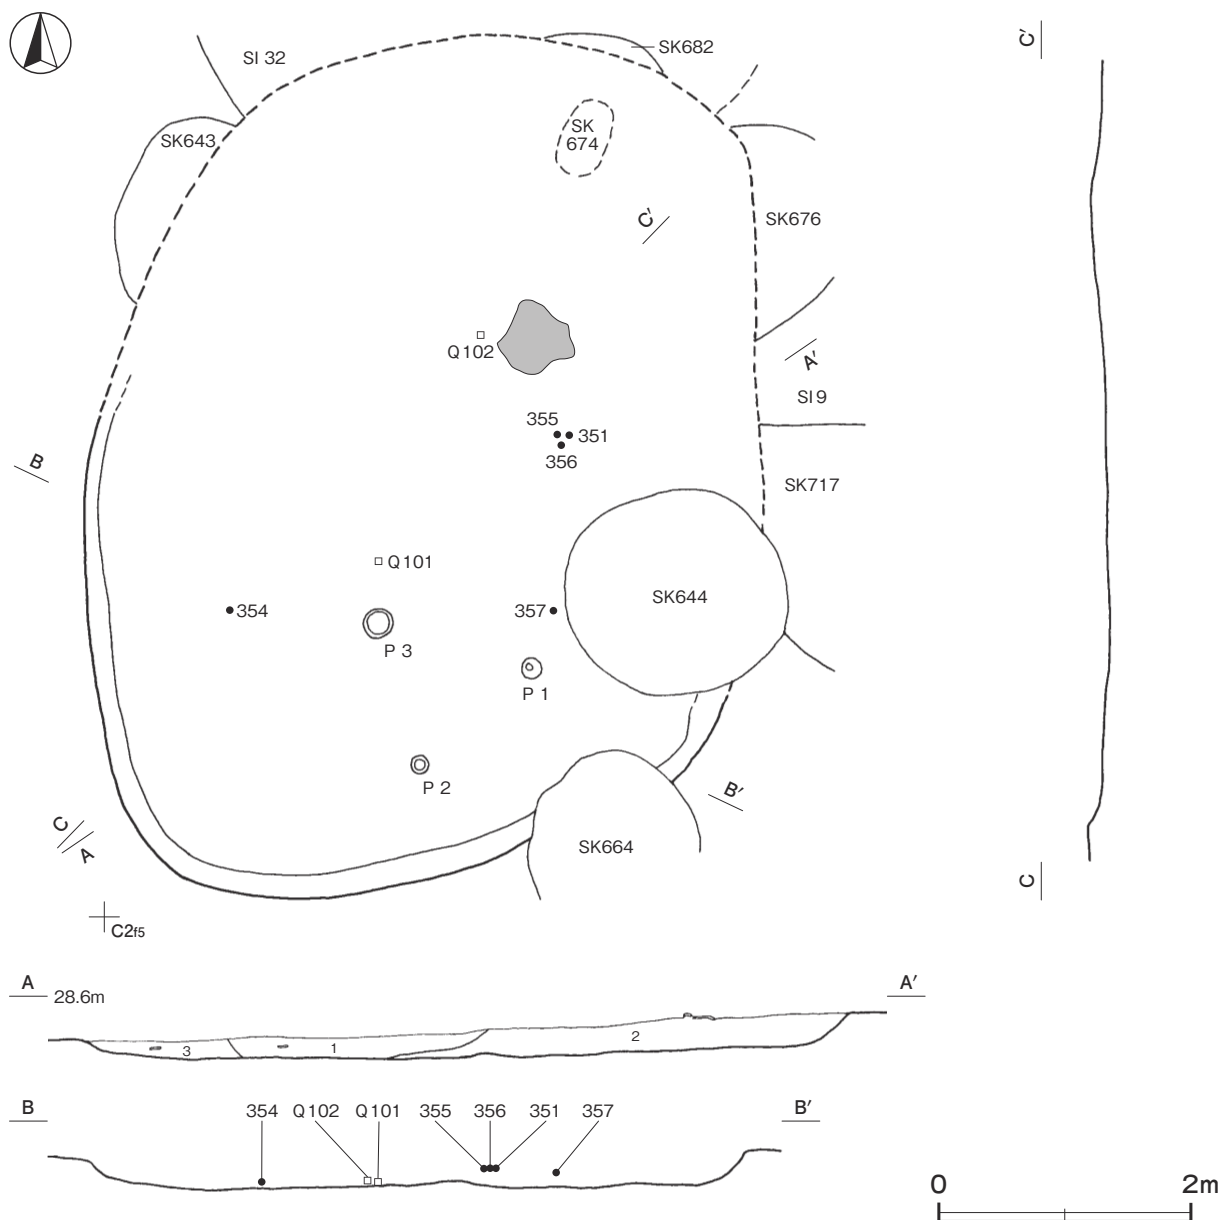 SI 32
SK682
SK643
SK
674
C′
C′
SK676
Q102
A′
SI 9
355
351
356
B
SK717
Q101
354
357
SK644
P 3
P 1
P 2
B′
C
A
SK664
C
C2f5
A
28.6m
A′
3
1
2
B
354
Q102
Q101
355
356
351
357
B′
0
2m